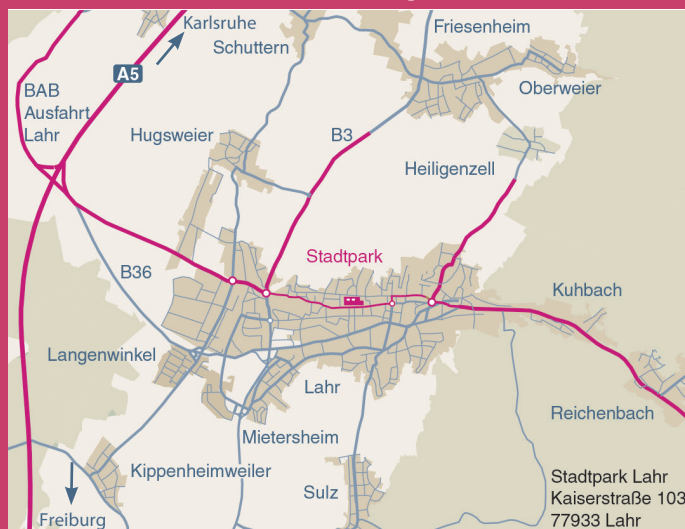 Karlsruhe
Schuttern
Friesenheim
A5
BAB
Ausfahrt
Lahr
Oberweier
Hugsweier
B3
Heiligenzell
Stadtpark
B36
Kuhbach
Langenwinkel
Lahr
Reichenbach
Mietersheim
Kippenheimweiler
Sulz
Stadtpark Lahr
Kaiserstraße 103
77933 Lahr
Freiburg